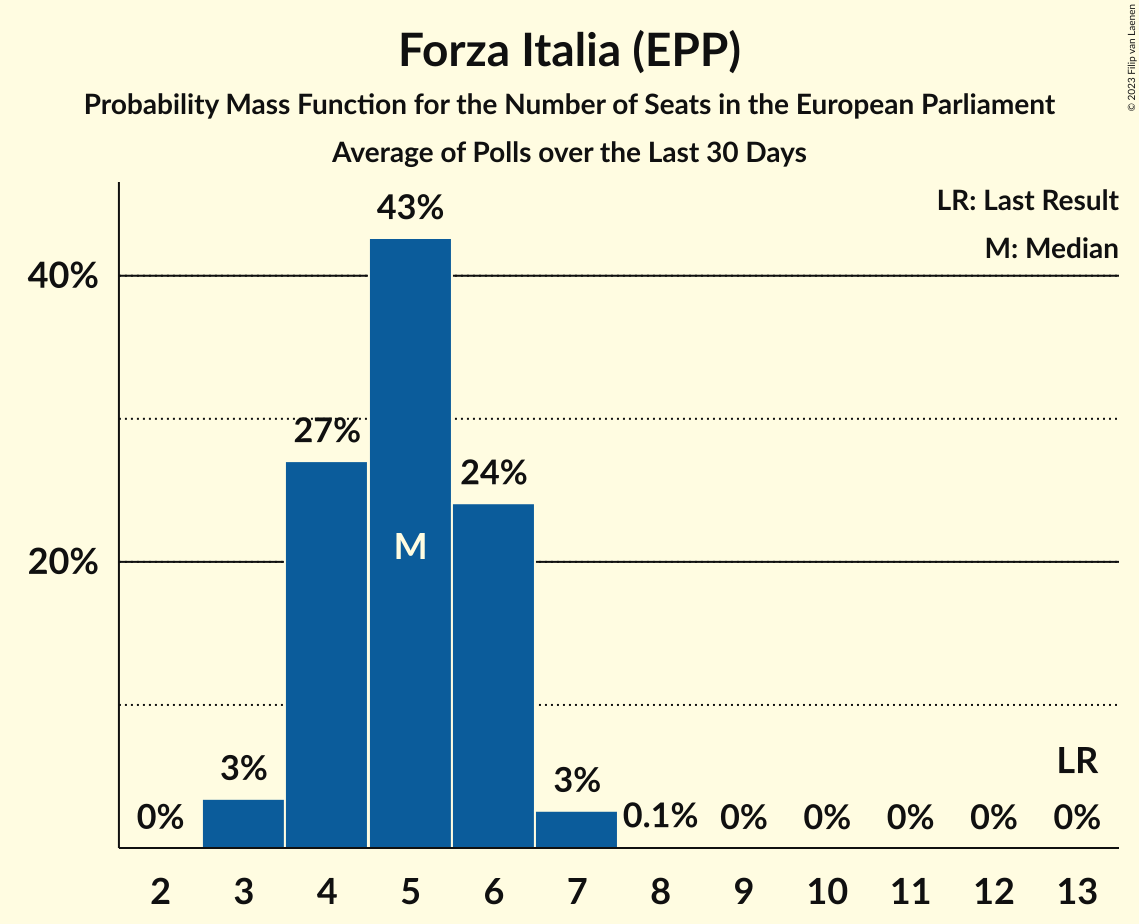 Forza Italia (EPP)
Probability Mass Function for the Number of Seats in the European Parliament
Average of Polls over the Last 30 Days
© 2023 Filip van Laenen
LR: Last Result
M: Median
40%
20%
0%
3%
27%
43%
M
24%
3%
0.1%
0%
0%
0%
0%
LR
0%
2 3 4 5 6 7 8 9 10 11 12 13